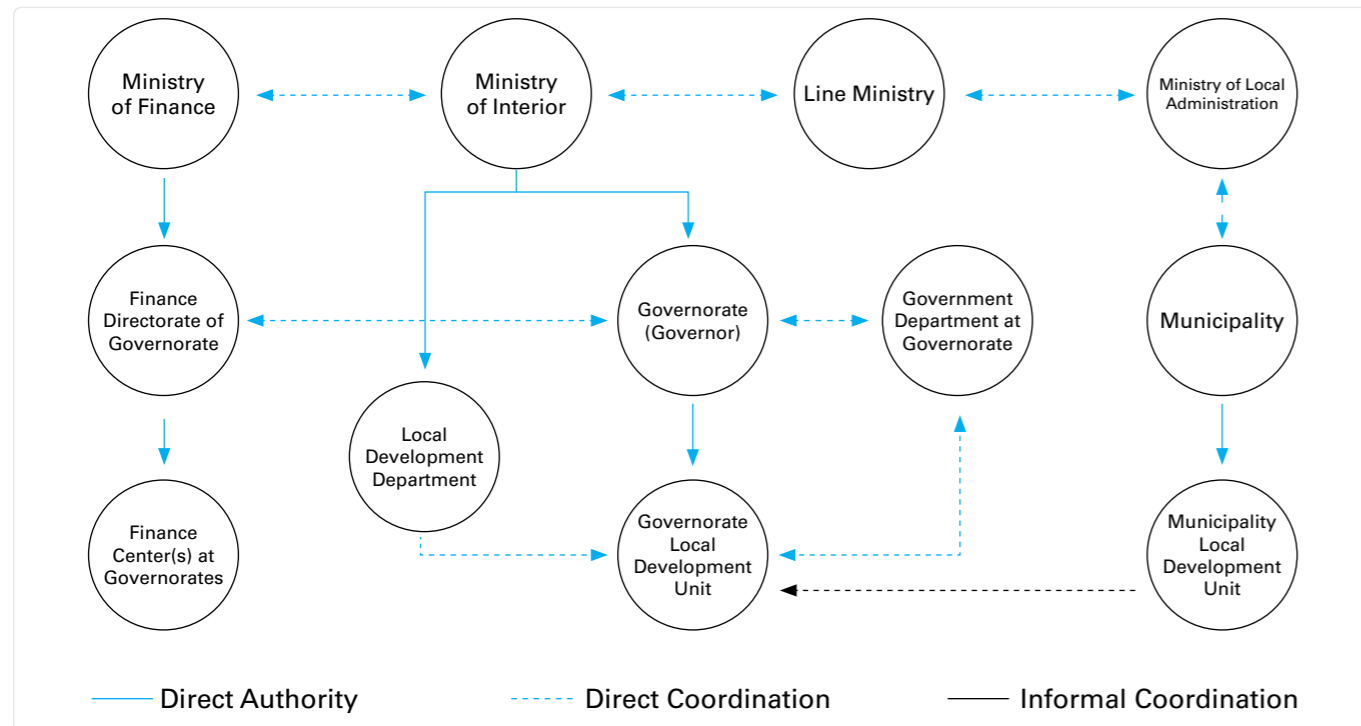 Ministry
of Finance
Ministry
of Interior
Line Ministry
Ministry of Local
Administration
Finance
Directorate of
Governorate
Governorate
(Governor)
Government
Department at
Governorate
Municipality
Local
Development
Department
Finance
Center(s) at
Governorates
Governorate
Local
Development
Unit
Municipality
Local
Development
Unit
Direct Authority
Direct Coordination
Informal Coordination